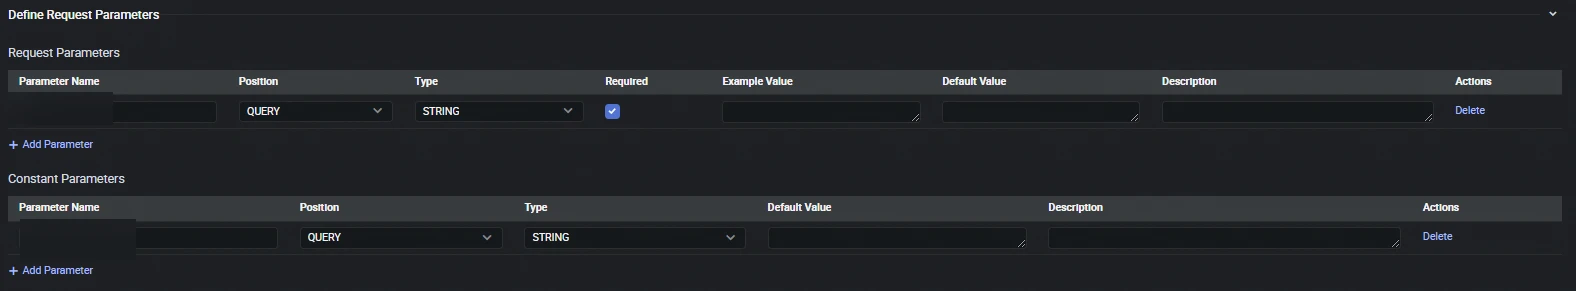 Define Request Parameters
Request Parameters
Parameter Name Position Type Required Example Value Default Value Description Actions
QUERY STRING Delete
+ Add Parameter
Constant Parameters
Parameter Name Position Type Default Value Description Actions
QUERY STRING Delete
+ Add Parameter